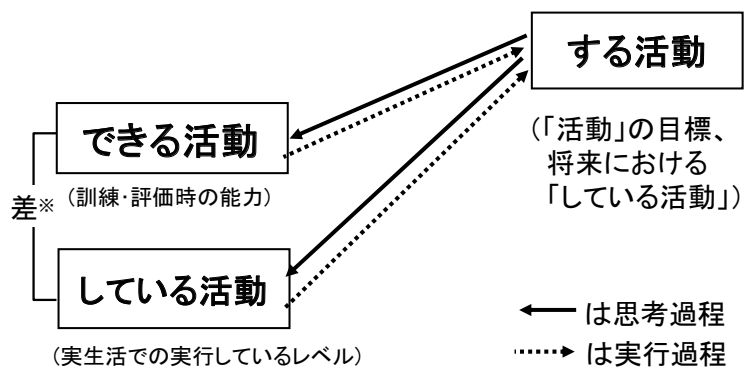 する活動
できる活動
(「活動」の目標、
将来における
「している活動」)
差※
(訓練・評価時の能力)
している活動
は思考過程
は実行過程
(実生活での実行しているレベル)